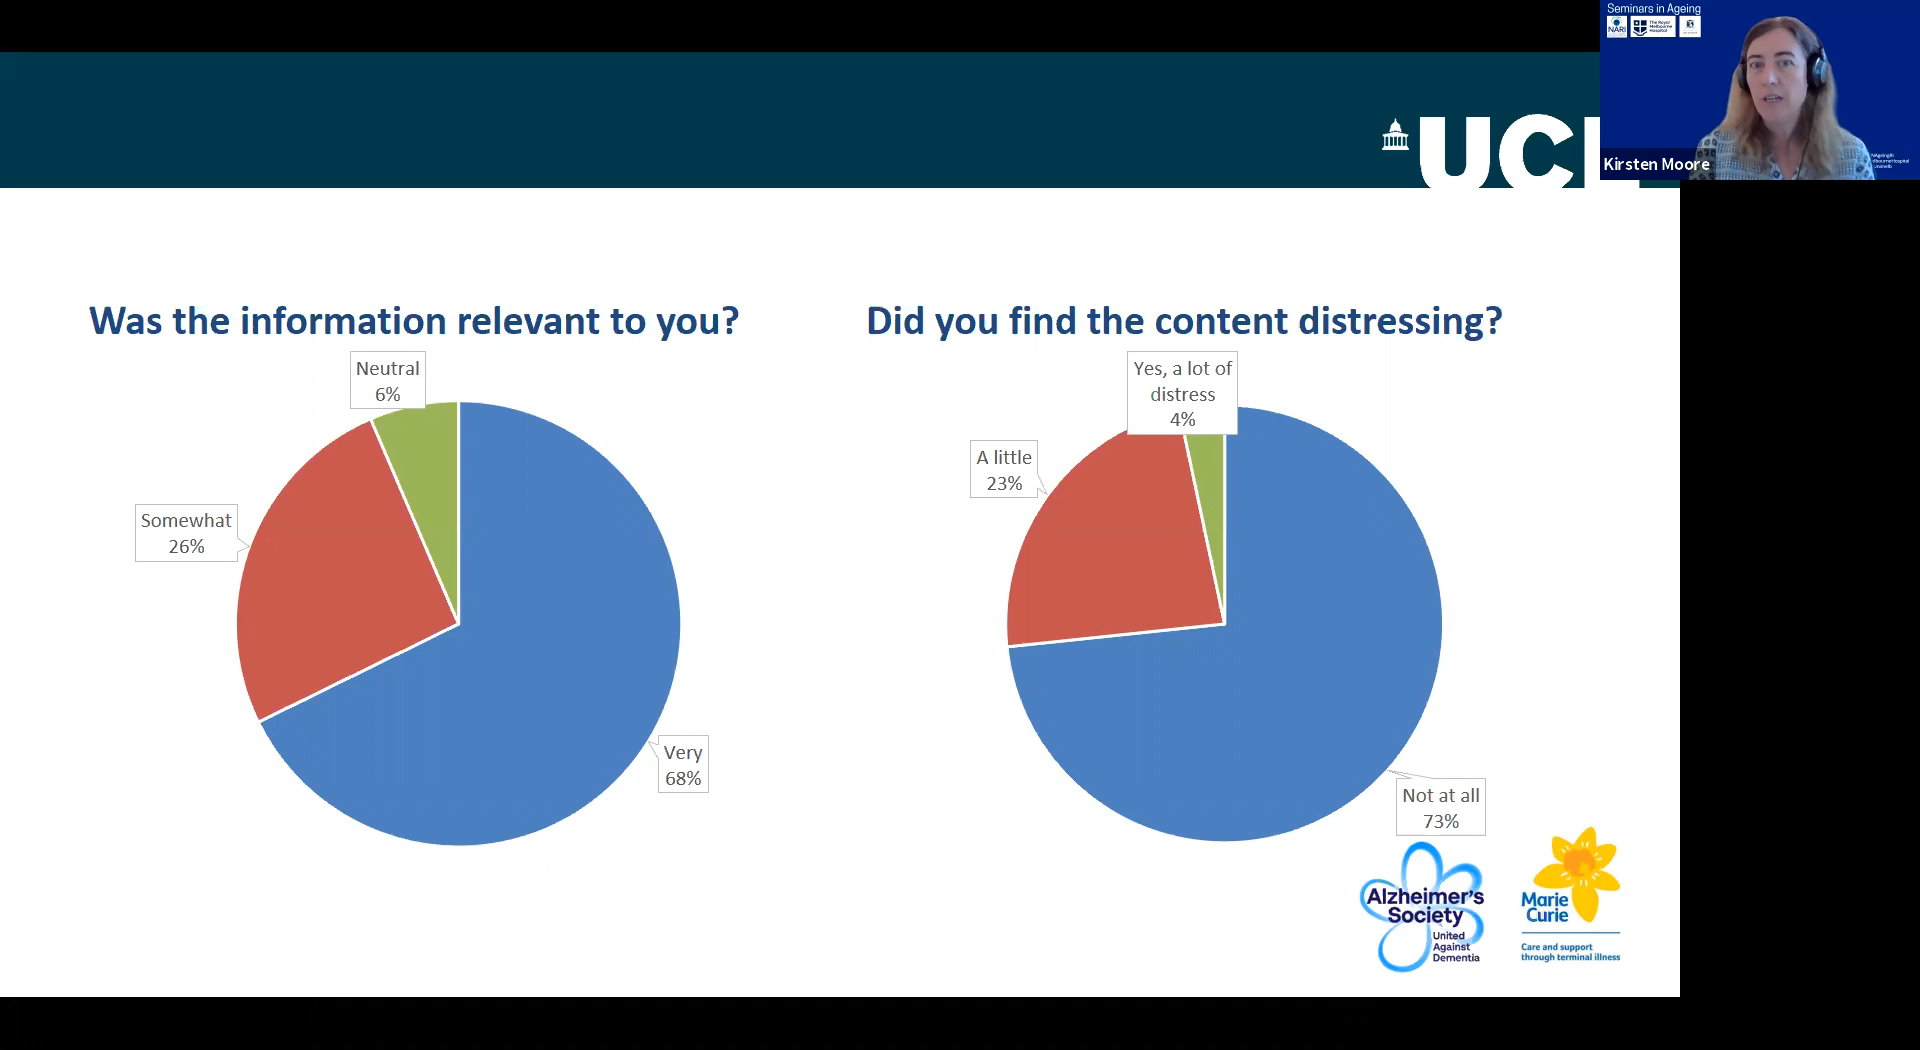 Seminars in Ageing
NARI
The Royal
Melbourne
Hospital
UCL
Kirsten Moore
Was the information relevant to you?
Neutral
6%
Somewhat
26%
Very
68%
Did you find the content distressing?
Yes, a lot of
distress
4%
A little
23%
Not at all
73%
Alzheimer's
Society
United
Against
Dementia
Marie
Curie
Care and support
through terminal illness